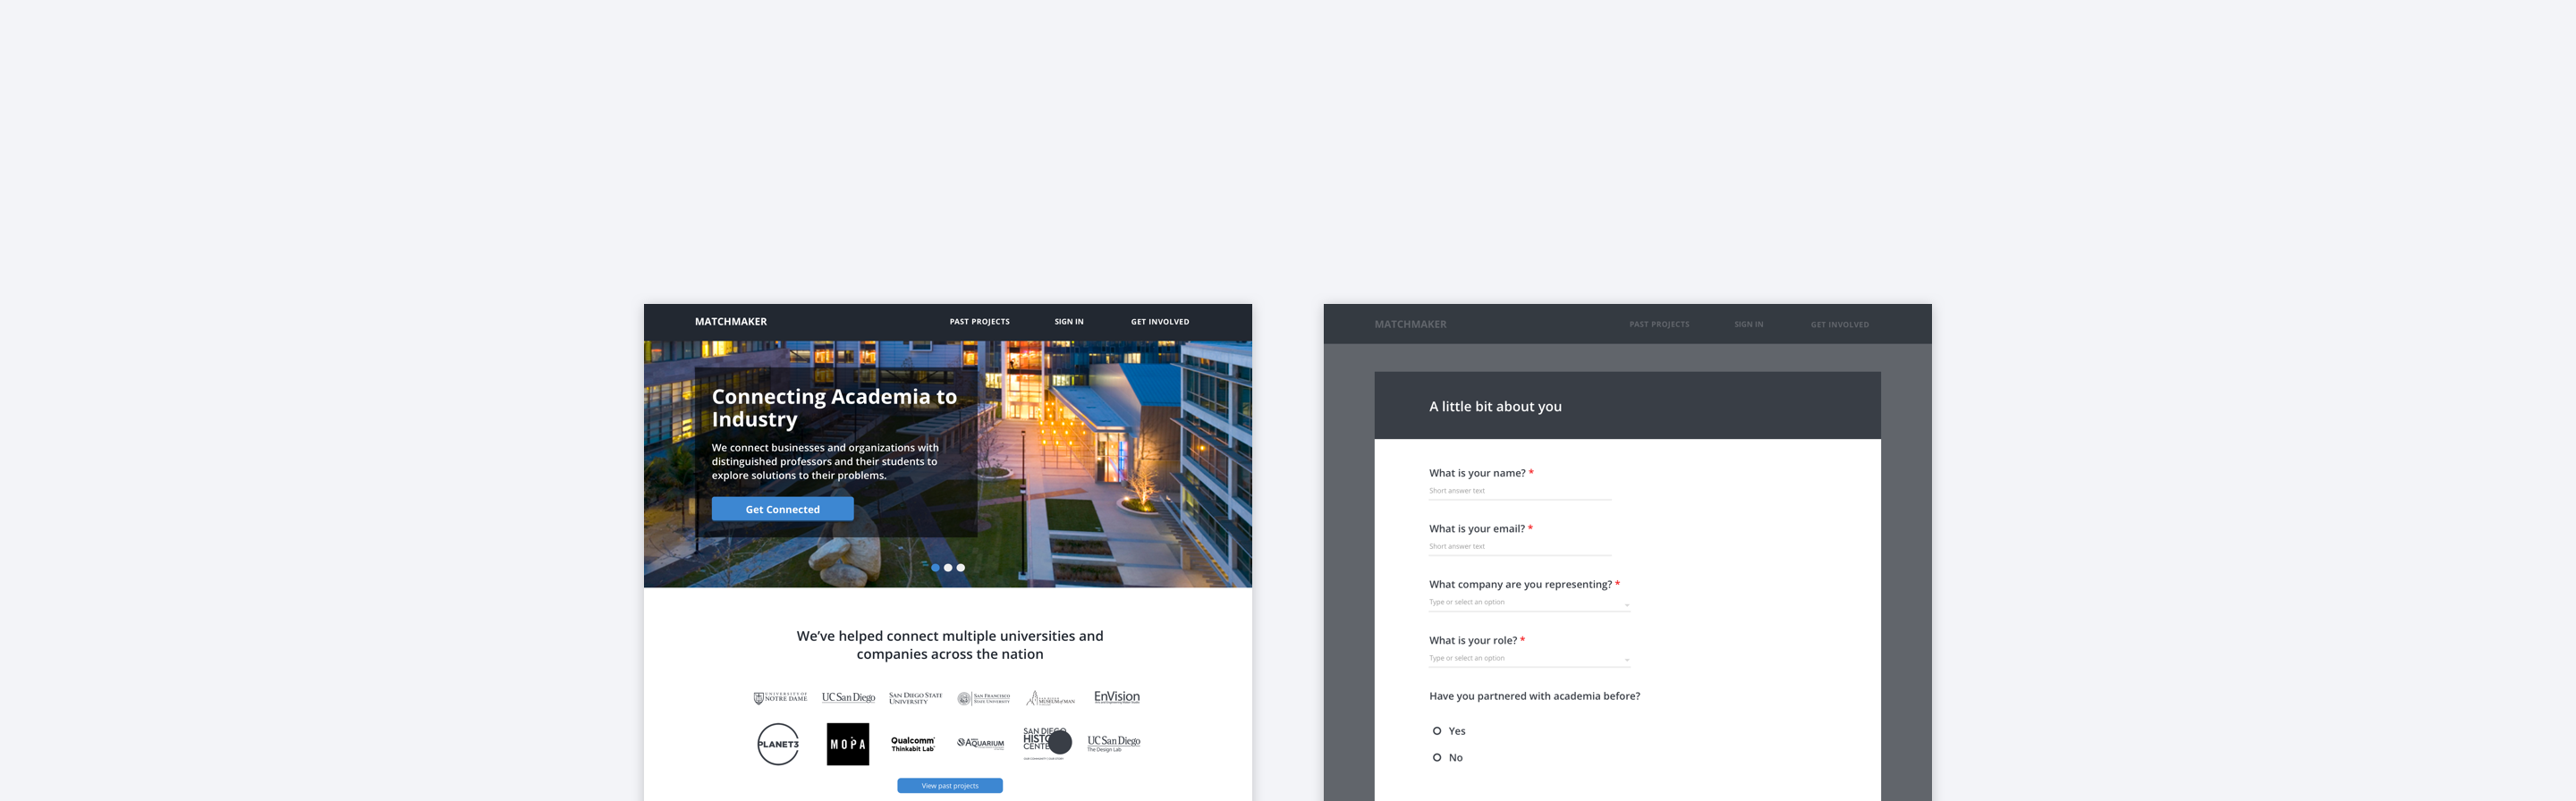 MATCHMAKER
PAST PROJECTS
SIGN IN
GET INVOLVED
Connecting Academia to
Industry
We connect businesses and organizations with
distinguished professors and their students to
explore solutions to their problems.
Get Connected
We've helped connect multiple universities and
companies across the nation
UNIVERSITY OF
NOTRE DAME
UC San Diego
SAN DIEGO STATE
UNIVERSITY
SAN FRANCISCO
STATE UNIVERSITY
MUSEUM of MAN
EnVision
PLANET3
MOPA
Qualcomm
Thinkabit Lab
AQUARIUM
SAN DIEGO
UC San Diego
The Design Lab
View past projects
MATCHMAKER
PAST PROJECTS
SIGN IN
GET INVOLVED
A little bit about you
What is your name? *
Short answer text
What is your email? *
Short answer text
What company are you representing? *
Type or select an option
What is your role? *
Type or select an option
Have you partnered with academia before?
Yes
No